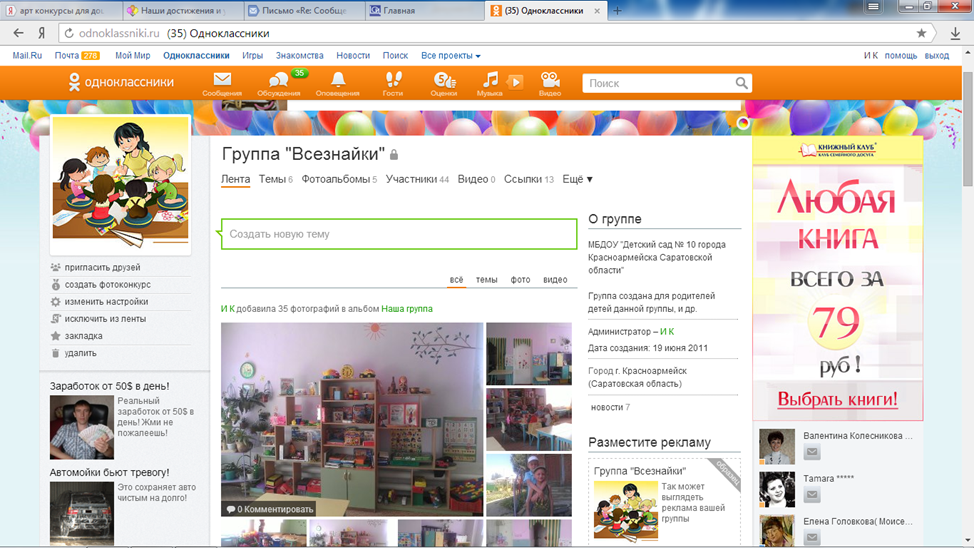 арт конкурсы для дош
Наши достижения и
Письмо «Re: Сообще
Главная
(35) Одноклассники
odnoklassniki.ru (35) Одноклассники
Mail.Ru Почта 278 Мой Мир Одноклассники Игры Знакомства Новости Поиск Все проекты И К помощь выход
одноклассники
35
5+
Сообщения Обсуждения Оповещения Гости Оценки Музыка Видео
Поиск
Группа "Всезнайки"
Лента Темы 6 Фотоальбомы 5 Участники 44 Видео 0 Ссылки 13 Ещё
Создать новую тему
всё темы фото видео
И К добавила 35 фотографий в альбом Наша группа
0 Комментировать
пригласить друзей
создать фотоконкурс
изменить настройки
исключить из ленты
закладка
удалить
Заработок от 50$ в день!
Реальный
заработок от 50$ в
день! Жми не
пожалеешь!
Автомойки бьют тревогу!
Это сохраняет авто
чистым на долго!
О группе
МБДОУ "Детский сад № 10 города
Красноармейска Саратовской
области"
Группа создана для родителей
детей данной группы, и др.
Администратор – И К
Дата создания: 19 июня 2011
Город г. Красноармейск
(Саратовская область)
новости 7
Разместите рекламу
Группа "Всезнайки"
образец
Так может
выглядеть
реклама вашей
группы
КНИЖНЫЙ КЛУБ
КЛУБ СЕМЕЙНОГО ДОСУГА
Любая
книга
всего за
79
руб!
Выбрать книги!
Валентина Колесникова ...
Tamara *****
Елена Головкова( Моисе...